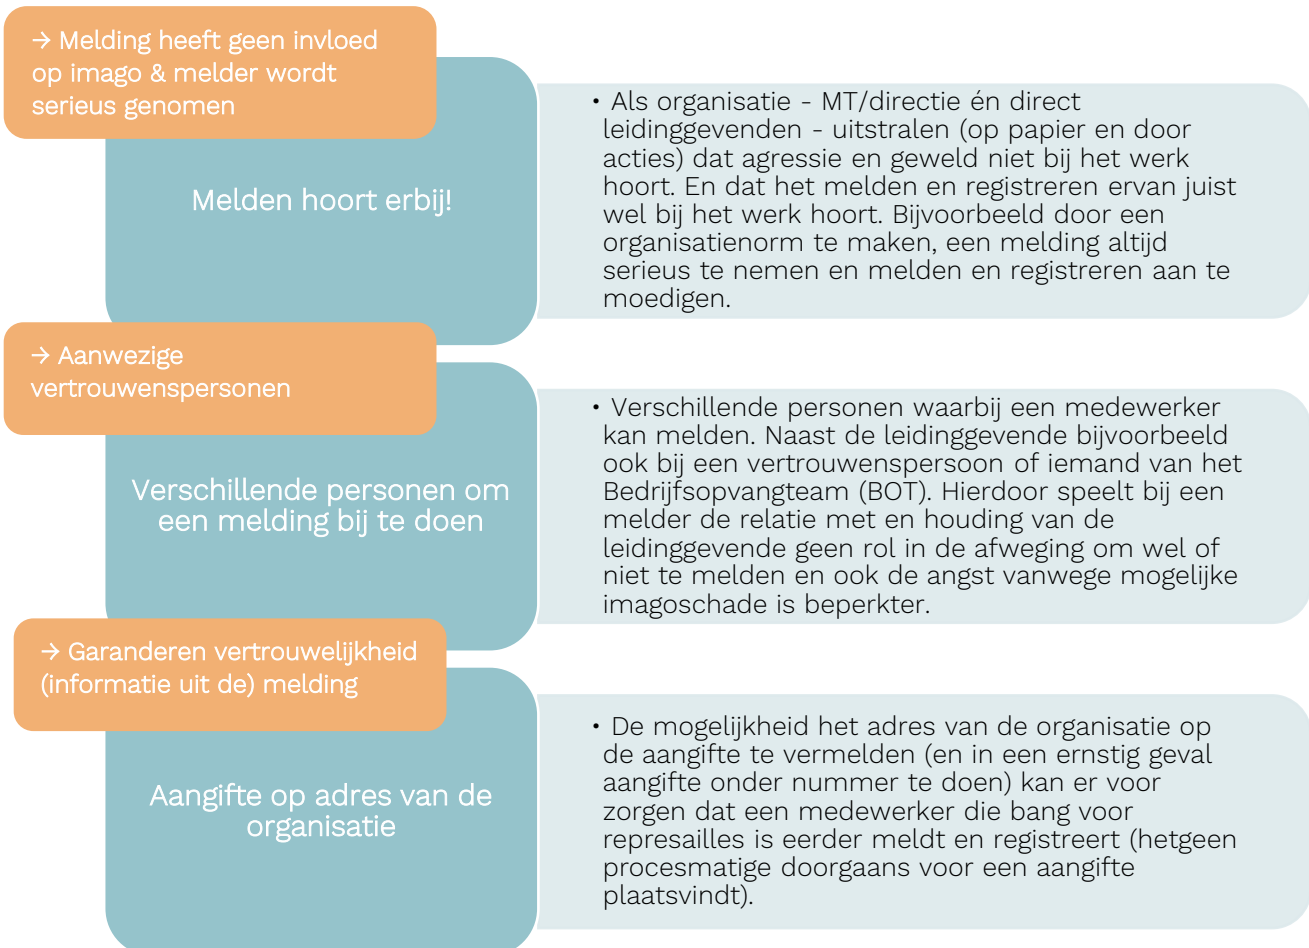 → Melding heeft geen invloed
op imago & melder wordt
serieus genomen
Melden hoort erbij!
• Als organisatie - MT/directie én direct
leidinggevenden - uitstralen (op papier en door
acties) dat agressie en geweld niet bij het werk
hoort. En dat het melden en registreren ervan juist
wel bij het werk hoort. Bijvoorbeeld door een
organisatienorm te maken, een melding altijd
serieus te nemen en melden en registreren aan te
moedigen.
→ Aanwezige
vertrouwenspersonen
Verschillende personen om
een melding bij te doen
• Verschillende personen waarbij een medewerker
kan melden. Naast de leidinggevende bijvoorbeeld
ook bij een vertrouwenspersoon of iemand van het
Bedrijfsopvangteam (BOT). Hierdoor speelt bij een
melder de relatie met en houding van de
leidinggevende geen rol in de afweging om wel of
niet te melden en ook de angst vanwege mogelijke
imagoschade is beperkter.
→ Garanderen vertrouwelijkheid
(informatie uit de) melding
Aangifte op adres van de
organisatie
• De mogelijkheid het adres van de organisatie op
de aangifte te vermelden (en in een ernstig geval
aangifte onder nummer te doen) kan er voor
zorgen dat een medewerker die bang voor
represailles is eerder meldt en registreert (hetgeen
procesmatige doorgaans voor een aangifte
plaatsvindt).